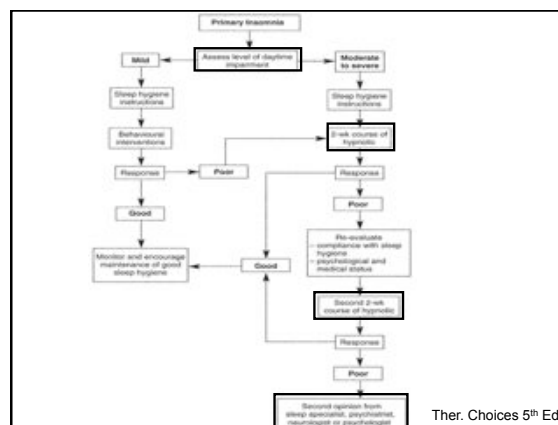 Primary Insomnia
Assess level of daytime
impairment
Mild
Moderate
to severe
Sleep hygiene
instructions
Sleep hygiene
instructions
Behavioural
interventions
2-wk course of
hypnotic
Response
Poor
Response
Good
Poor
Monitor and encourage
maintenance of good
sleep hygiene
Good
Re-evaluate
– compliance with sleep
hygiene
– psychological and
medical status
Second 2-wk
course of hypnotic
Response
Poor
Second opinion from
sleep specialist, psychiatrist,
neurologist or psychologist
Ther. Choices 5th Ed